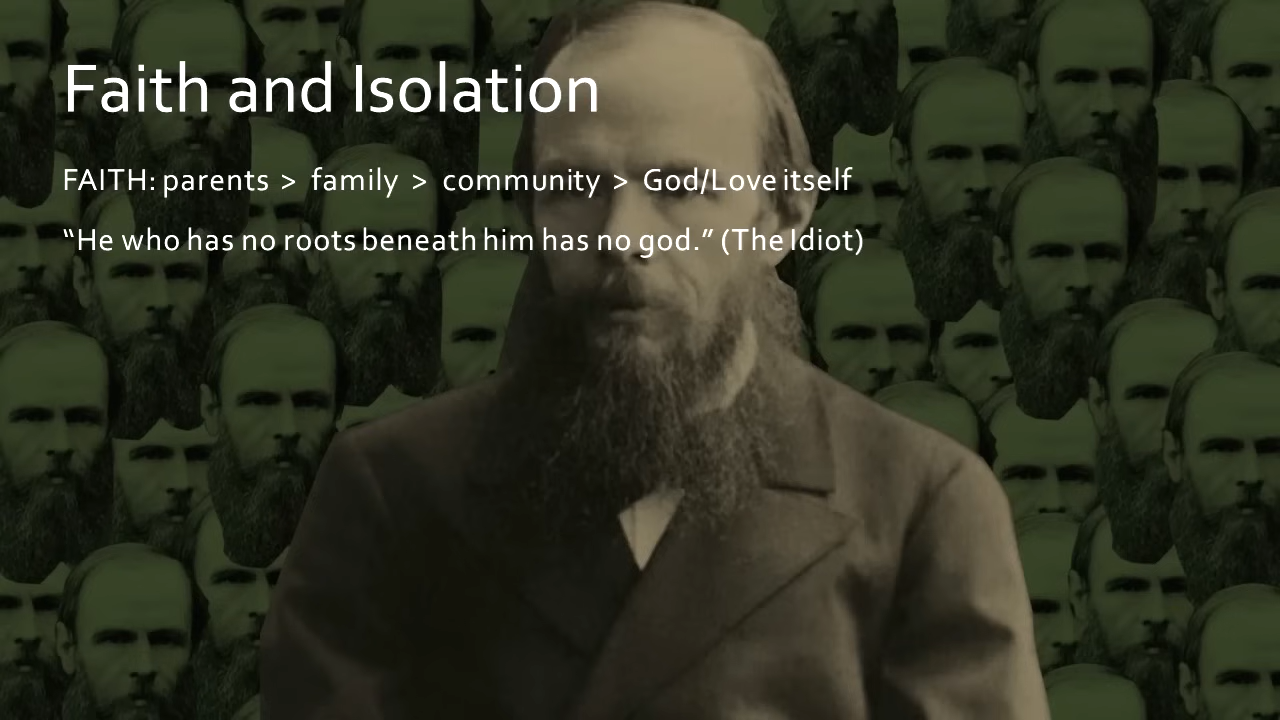 Faith and Isolation
FAITH: parents > family > community > God/Love itself
“He who has no roots beneath him has no god.” (The Idiot)